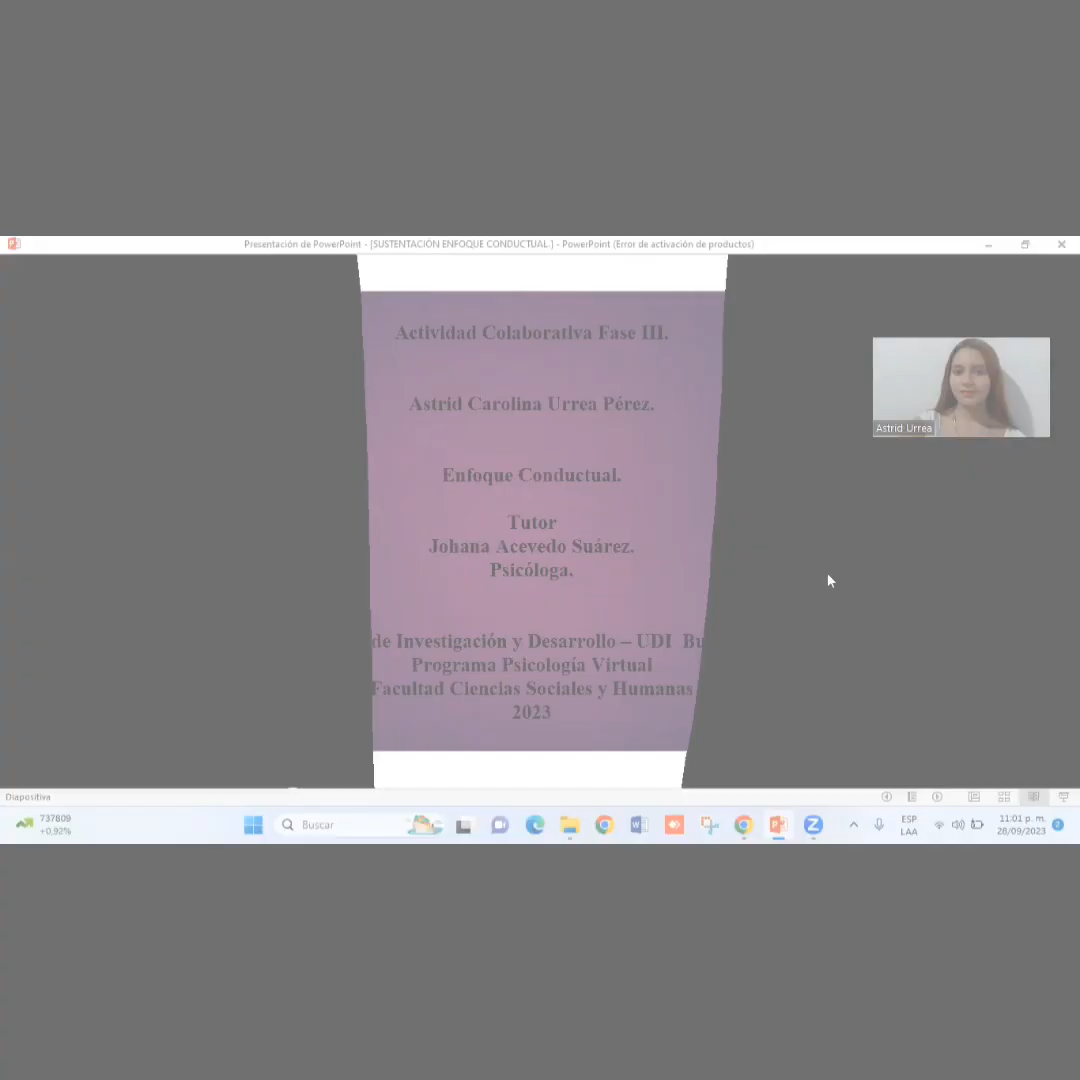 Presentación de PowerPoint - [SUSTENTACIÓN ENFOQUE CONDUCTUAL.] - PowerPoint (Error de activación de productos)
Actividad Colaborativa Fase III.
Astrid Carolina Urrea Pérez.
Astrid Urrea
Enfoque Conductual.
Tutor
Johana Acevedo Suárez.
Psicóloga.
de Investigación y Desarrollo – UDI Bu
Programa Psicología Virtual
Facultad Ciencias Sociales y Humanas
2023
Diapositiva
737809
+0,92%
Buscar
ESP
LAA
11:01 p. m.
28/09/2023
2